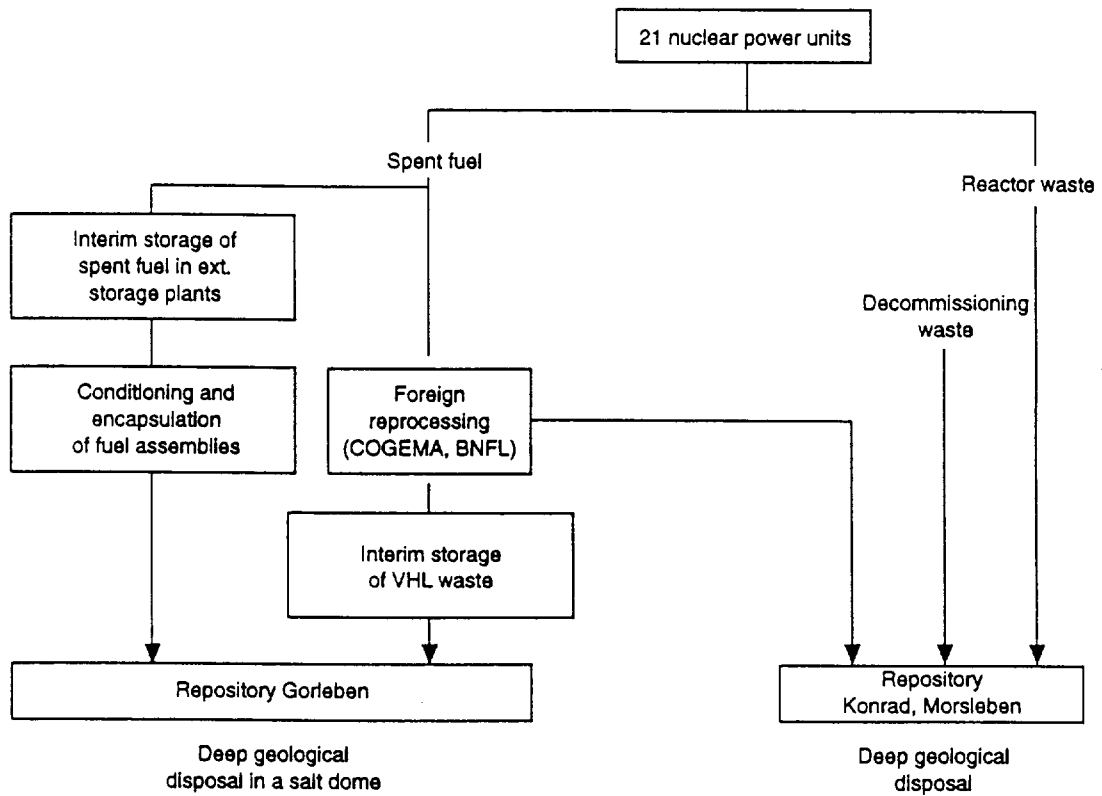 21 nuclear power units
Spent fuel
Reactor waste
Interim storage of
spent fuel in ext.
storage plants
Decommissioning
waste
Conditioning and
encapsulation
of fuel assemblies
Foreign
reprocessing
(COGEMA, BNFL)
Interim storage
of VHL waste
Repository Gorleben
Repository
Konrad, Morsleben
Deep geological
disposal in a salt dome
Deep geological
disposal